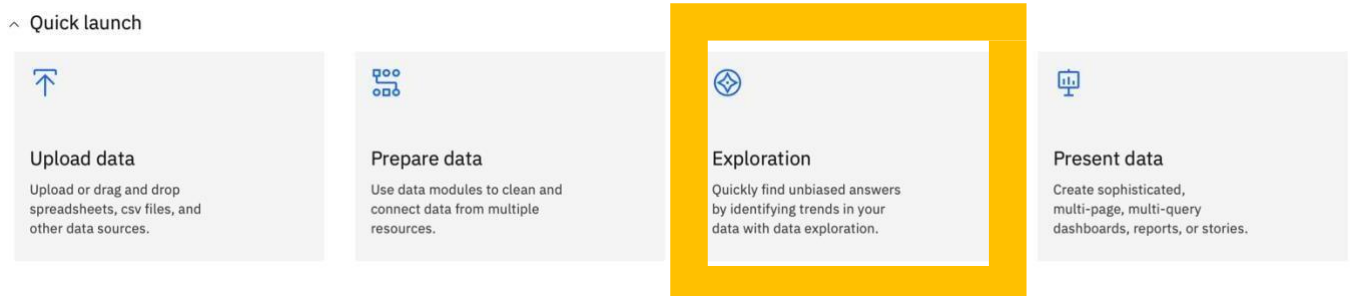 Quick launch
Upload data
Upload or drag and drop
spreadsheets, csv files, and
other data sources.
Prepare data
Use data modules to clean and
connect data from multiple
resources.
Exploration
Quickly find unbiased answers
by identifying trends in your
data with data exploration.
Present data
Create sophisticated,
multi-page, multi-query
dashboards, reports, or stories.